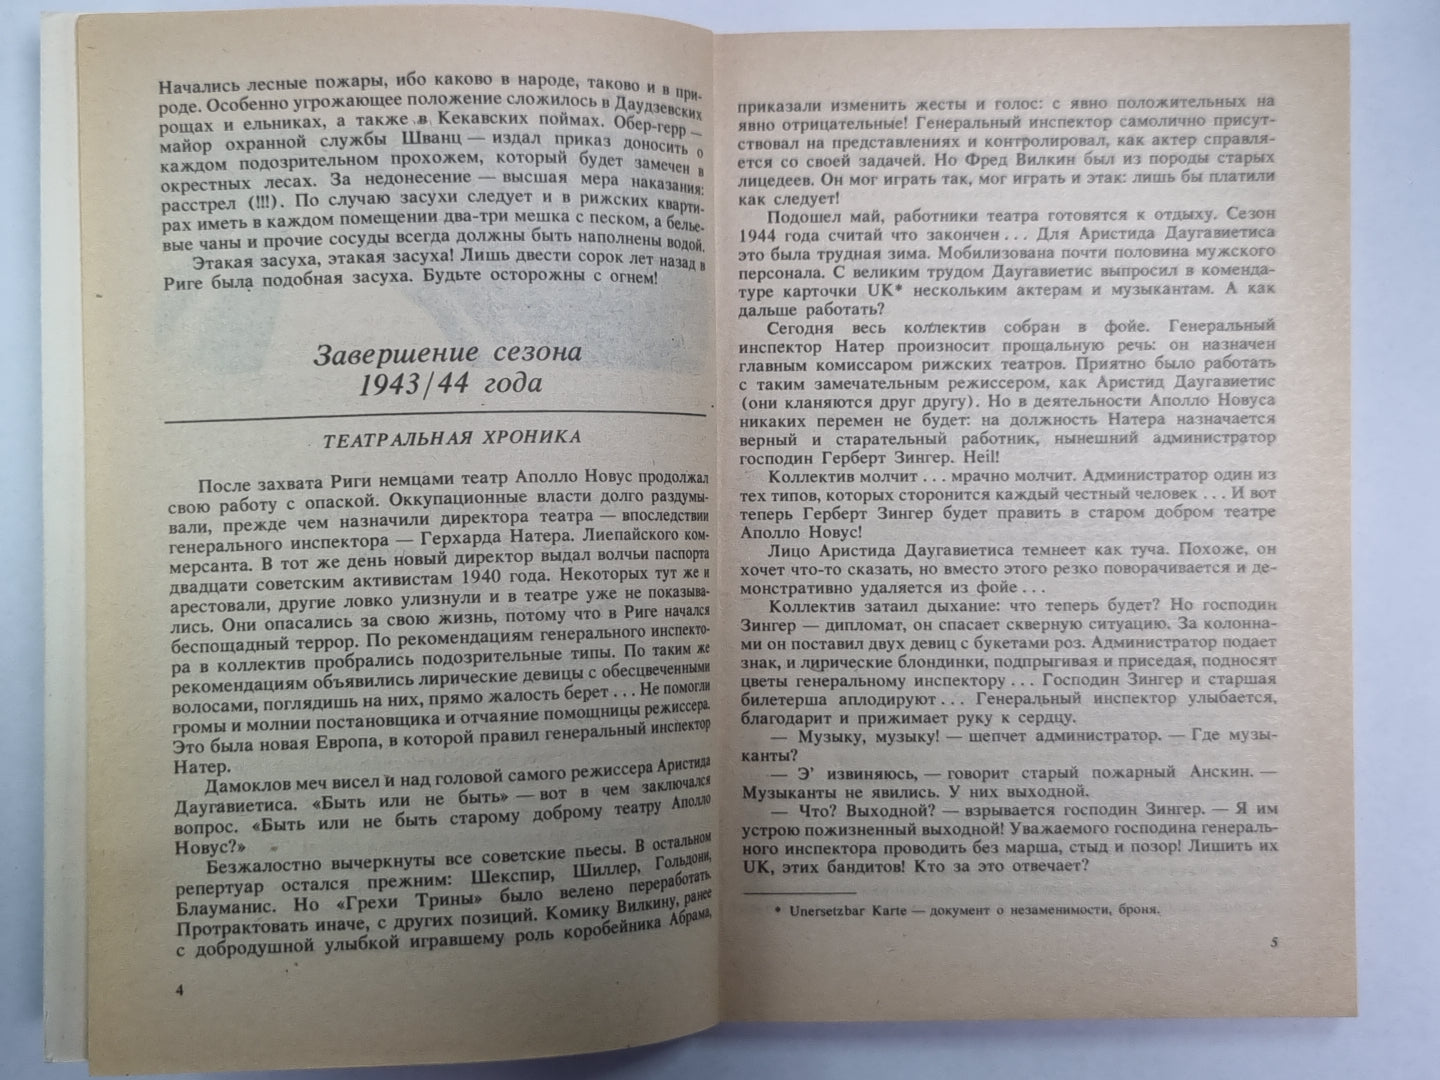 Начались лесные пожары, ибо каково в народе, таково и в при-
роде. Особенно угрожающее положение сложилось в Даудзевских
рощах и ельниках, а также в Кекавских поймах. Обер-герр —
майор охранной службы Шванц — издал приказ доносить о
каждом подозрительном прохожем, который будет замечен в
окрестных лесах. За недонесение — высшая мера наказания:
расстрел (!!!). По случаю засухи следует и в рижских кварти-
рах иметь в каждом помещении два-три мешка с песком, а белье-
вые чаны и прочие сосуды всегда должны быть наполнены водой.
Этакая засуха, этакая засуха! Лишь двести сорок лет назад в
Риге была подобная засуха. Будьте осторожны с огнем!
Завершение сезона
1943/44 года
ТЕАТРАЛЬНАЯ ХРОНИКА
После захвата Риги немцами театр Аполло Новус продолжал
свою работу с опаской. Оккупационные власти долго раздумы-
вали, прежде чем назначили директора театра — впоследствии
генерального инспектора — Герхарда Натера. Лиепайского ком-
мерсанта. В тот же день новый директор выдал волчьи паспорта
двадцати советским активистам 1940 года. Некоторых тут же и
арестовали, другие ловко улизнули и в театре уже не показыва-
лись. Они опасались за свою жизнь, потому что в Риге начался
беспощадный террор. По рекомендациям генерального инспекто-
ра в коллектив пробрались подозрительные типы. По таким же
рекомендациям объявились лирические девицы с обесцвеченными
волосами, поглядишь на них, прямо жалость берет . . . Не помогли
громы и молнии постановщика и отчаяние помощницы режиссера.
Это была новая Европа, в которой правил генеральный инспектор
Натер.
Дамоклов меч висел и над головой самого режиссера Аристида
Даугавиетиса. «Быть или не быть» — вот в чем заключался
вопрос. «Быть или не быть старому доброму театру Аполло
Новус?»
Безжалостно вычеркнуты все советские пьесы. В остальном
репертуар остался прежним: Шекспир, Шиллер, Гольдони,
Блауманис. Но «Грехи Трины» было велено переработать.
Протрактовать иначе, с других позиций. Комику Вилкину, ранее
с добродушной улыбкой игравшему роль коробейника Абрама,
4
приказали изменить жесты и голос: с явно положительных на
явно отрицательные! Генеральный инспектор самолично присут-
ствовал на представлениях и контролировал, как актер справля-
ется со своей задачей. Но Фред Вилкин был из породы старых
лицедеев. Он мог играть так, мог играть и этак: лишь бы платили
как следует!
Подошел май, работники театра готовятся к отдыху. Сезон
1944 года считай что закончен . . . Для Аристида Даугавиетиса
это была трудная зима. Мобилизована почти половина мужского
персонала. С великим трудом Даугавиетис выпросил в коменда-
туре карточки UK* нескольким актерам и музыкантам. А как
дальше работать?
Сегодня весь коллектив собран в фойе. Генеральный
инспектор Натер произносит прощальную речь: он назначен
главным комиссаром рижских театров. Приятно было работать
с таким замечательным режиссером, как Аристид Даугавиетис
(они кланяются друг другу). Но в деятельности Аполло Новуса
никаких перемен не будет: на должность Натера назначается
верный и старательный работник, нынешний администратор
господин Герберт Зингер. Heil!
Коллектив молчит . . . мрачно молчит. Администратор один из
тех типов, которых сторонится каждый честный человек . . . И вот
теперь Герберт Зингер будет править в старом добром театре
Аполло Новус!
Лицо Аристида Даугавиетиса темнеет как туча. Похоже, он
хочет что-то сказать, но вместо этого резко поворачивается и де-
монстративно удаляется из фойе . . .
Коллектив затаил дыхание: что теперь будет? Но господин
Зингер — дипломат, он спасает скверную ситуацию. За колонна-
ми он поставил двух девиц с букетами роз. Администратор подает
знак, и лирические блондинки, подпрыгивая и приседая, подносят
цветы генеральному инспектору . . . Господин Зингер и старшая
билетерша аплодируют . . . Генеральный инспектор улыбается,
благодарит и прижимает руку к сердцу.
— Музыку, музыку! — шепчет администратор. — Где музы-
канты?
— Э’ извиняюсь, — говорит старый пожарный Анскин. —
Музыканты не явились. У них выходной.
— Что? Выходной? — взрывается господин Зингер. — Я им
устрою пожизненный выходной! Уважаемого господина генераль-
ного инспектора проводить без марша, стыд и позор! Лишить их
UK, этих бандитов! Кто за это отвечает?
* Unersetzbar Karte — документ о незаменимости, броня.
5